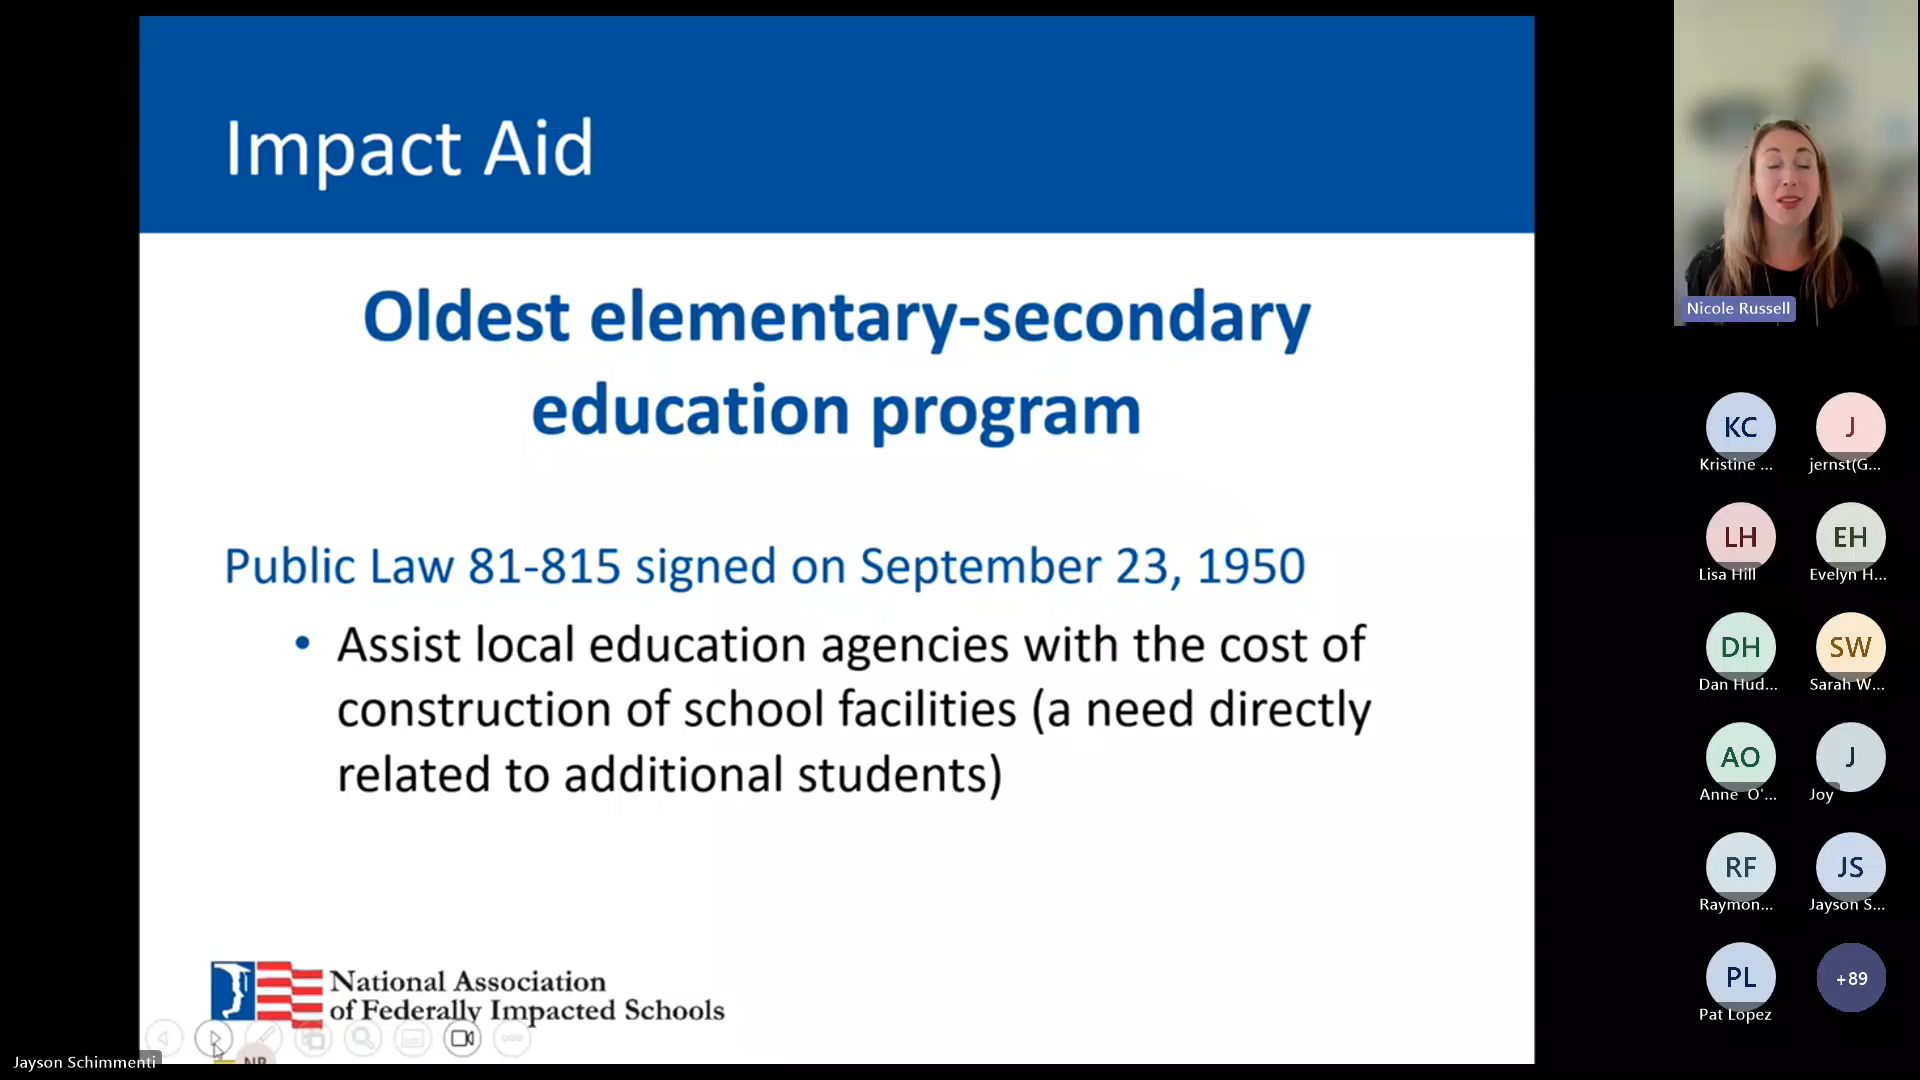 Impact Aid
Oldest elementary-secondary
education program
Public Law 81-815 signed on September 23, 1950
• Assist local education agencies with the cost of
construction of school facilities (a need directly
related to additional students)
National Association
of Federally Impacted Schools
NR
Jayson Schimmenti
Nicole Russell
KC
J
Kristine ...
jernst(G...
LH
EH
Lisa Hill
Evelyn H...
DH
SW
Dan Hud...
Sarah W...
AO
J
Anne O'...
Joy
RF
JS
Raymon...
Jayson S...
PL
+89
Pat Lopez